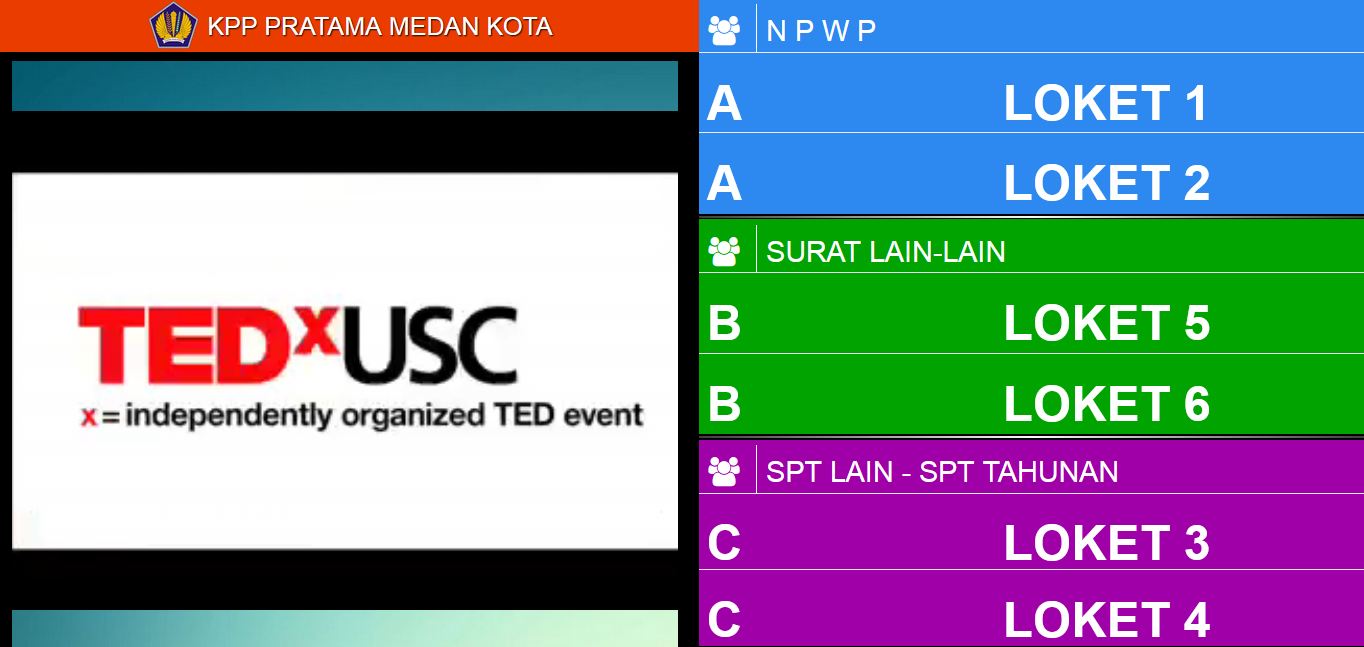 KPP PRATAMA MEDAN KOTA
TEDxUSC
x = independently organized TED event
N P W P
A LOKET 1
A LOKET 2
SURAT LAIN-LAIN
B LOKET 5
B LOKET 6
SPT LAIN - SPT TAHUNAN
C LOKET 3
C LOKET 4